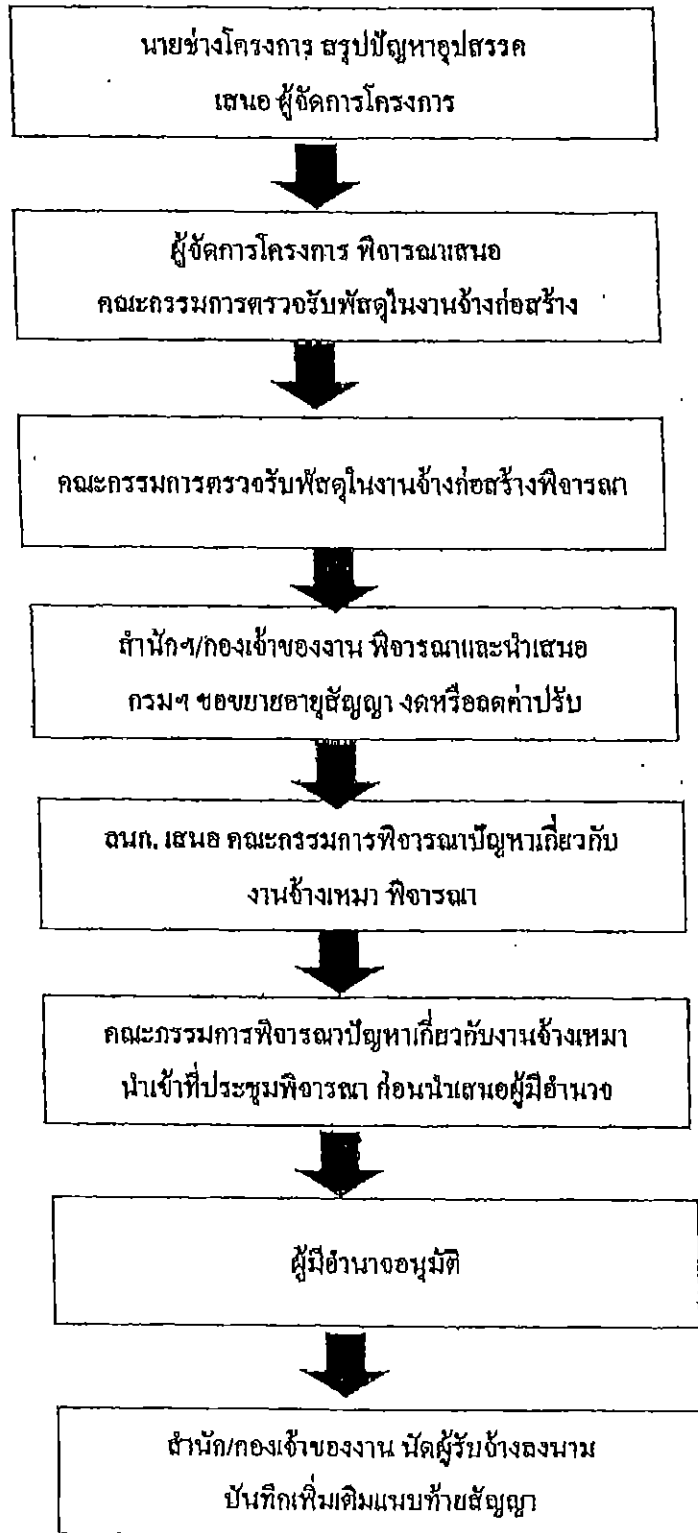 นายช่างโครงการ สรุปปัญหาอุปสรรค
เสนอ ผู้จัดการโครงการ
ผู้จัดการโครงการ พิจารณาเสนอ
คณะกรรมการตรวจรับพัสดุในงานจ้างก่อสร้าง
คณะกรรมการตรวจรับพัสดุในงานจ้างก่อสร้างพิจารณา
สำนักฯ/กองเจ้าของงาน พิจารณาและนำเสนอ
กรมฯ ขอขยายอายุสัญญา งดหรือลดค่าปรับ
ลนก. เสนอ คณะกรรมการพิจารณาปัญหาเกี่ยวกับ
งานจ้างเหมา พิจารณา
คณะกรรมการพิจารณาปัญหาเกี่ยวกับงานจ้างเหมา
นำเข้าที่ประชุมพิจารณา ก่อนนำเสนอผู้มีอำนาจ
ผู้มีอำนาจอนุมัติ
สำนัก/กองเจ้าของงาน นัดผู้รับจ้างลงนาม
บันทึกเพิ่มเติมแนบท้ายสัญญา